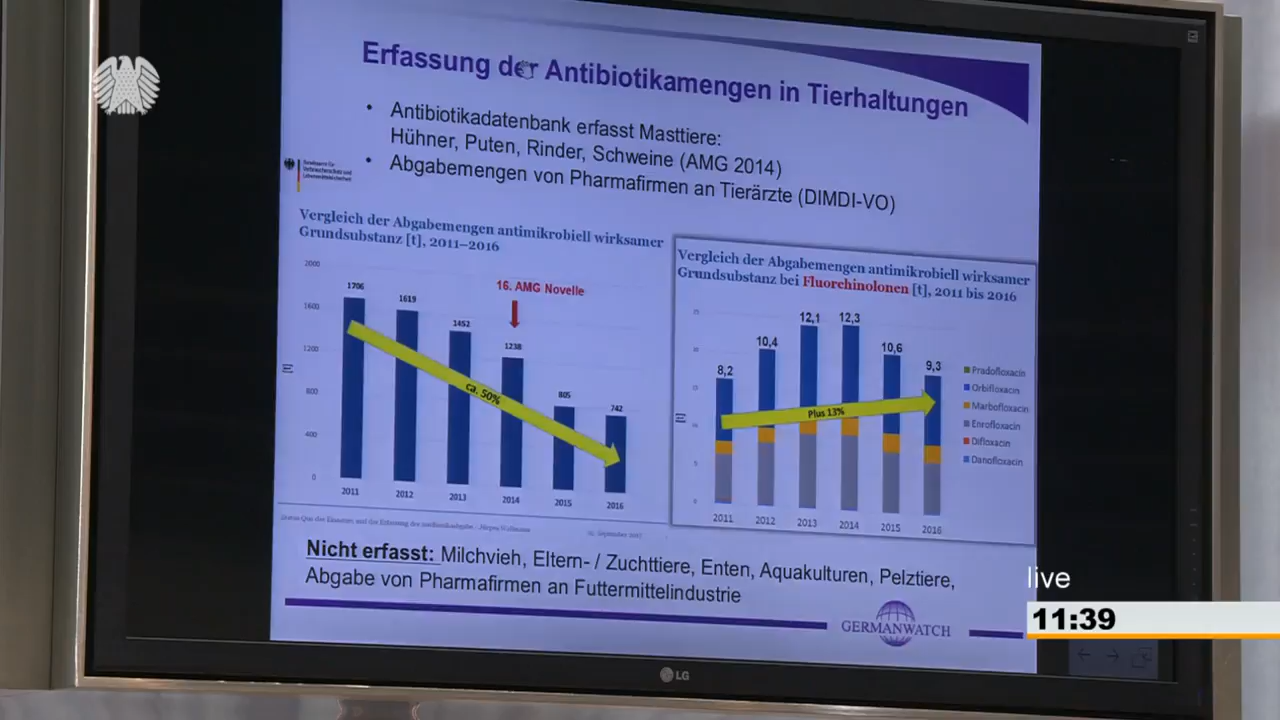 Erfassung der Antibiotikamengen in Tierhaltungen
• Antibiotikadatenbank erfasst Masttiere:
Hühner, Puten, Rinder, Schweine (AMG 2014)
• Abgabemengen von Pharmafirmen an Tierärzte (DIMDI-VO)
Bundesamt für
Verbraucherschutz und
Lebensmittelsicherheit
Vergleich der Abgabemengen antimikrobiell wirksamer
Grundsubstanz [t], 2011–2016
2000
1600
1200
800
400
0
[t]
1706
1619
1452
1238
805
742
16. AMG Novelle
ca. 50%
2011
2012
2013
2014
2015
2016
Vergleich der Abgabemengen antimikrobiell wirksamer
Grundsubstanz bei Fluorchinolonen [t], 2011 bis 2016
[t]
8,2
10,4
12,1
12,3
10,6
9,3
Plus 13%
2011
2012
2013
2014
2015
2016
Pradofloxacin
Orbifloxacin
Marbofloxacin
Enrofloxacin
Difloxacin
Danofloxacin
Nicht erfasst: Milchvieh, Eltern- / Zuchttiere, Enten, Aquakulturen, Pelztiere,
Abgabe von Pharmafirmen an Futtermittelindustrie
GERMANWATCH
live
11:39
LG